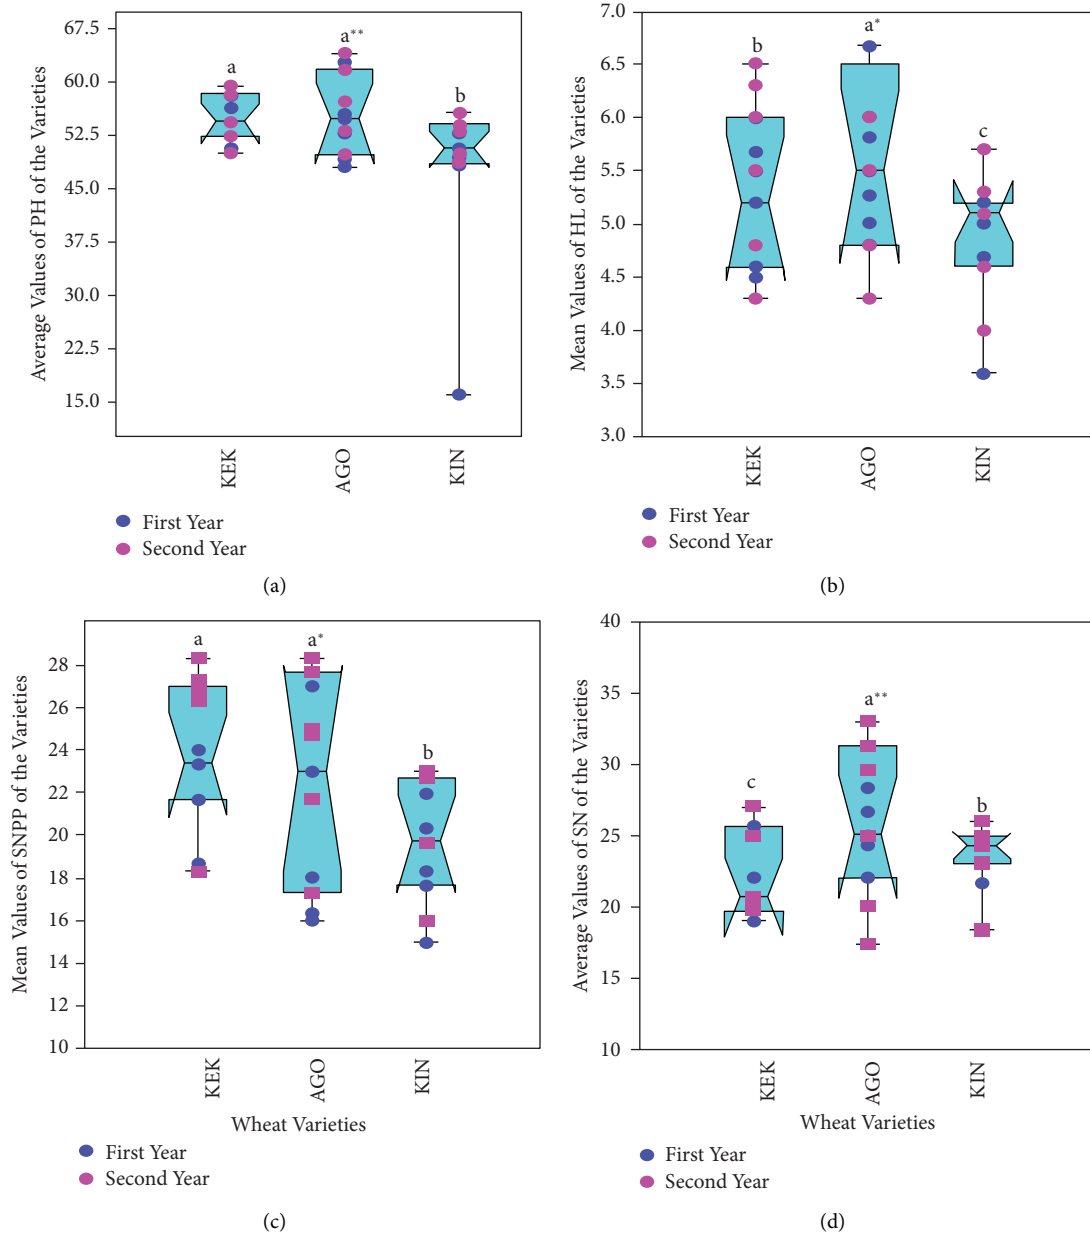 Average Values of PH of the Varieties
67.5
60.0
52.5
45.0
37.5
30.0
22.5
15.0
a
a**
b
KEK
AGO
KIN
First Year
Second Year
(a)
Mean Values of HL of the Varieties
7.0
6.5
6.0
5.5
5.0
4.5
4.0
3.5
3.0
b
a*
c
KEK
AGO
KIN
First Year
Second Year
(b)
Mean Values of SNPP of the Varieties
28
26
24
22
20
18
16
14
12
10
a
a*
b
KEK
AGO
KIN
Wheat Varieties
First Year
Second Year
(c)
Average Values of SN of the Varieties
40
35
30
25
20
15
10
c
a**
b
KEK
AGO
KIN
Wheat Varieties
First Year
Second Year
(d)